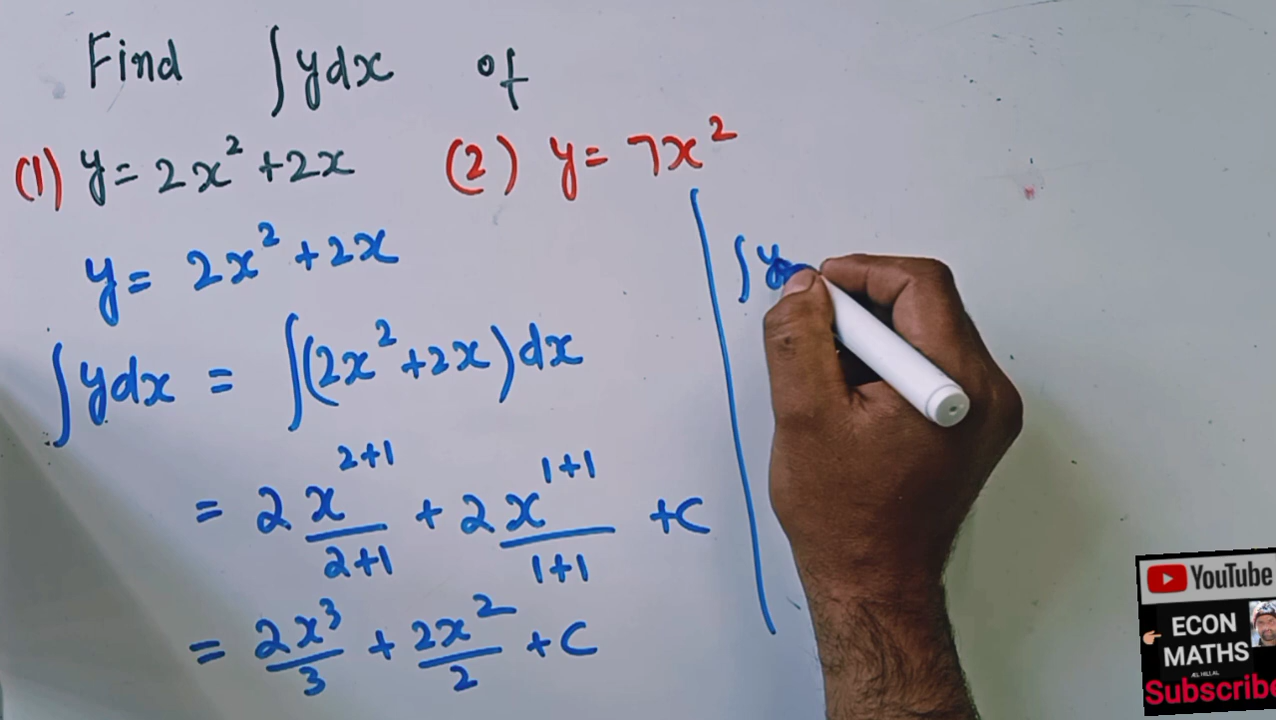 Find ∫ydx of
(1) y = 2x² + 2x (2) y = 7x²
y = 2x² + 2x
∫ydx = ∫(2x² + 2x) dx
= 2 x^(2+1)/(2+1) + 2 x^(1+1)/(1+1) + C
= 2x³/3 + 2x²/2 + C
∫y
YouTube
ECON
MATHS
Subscribe